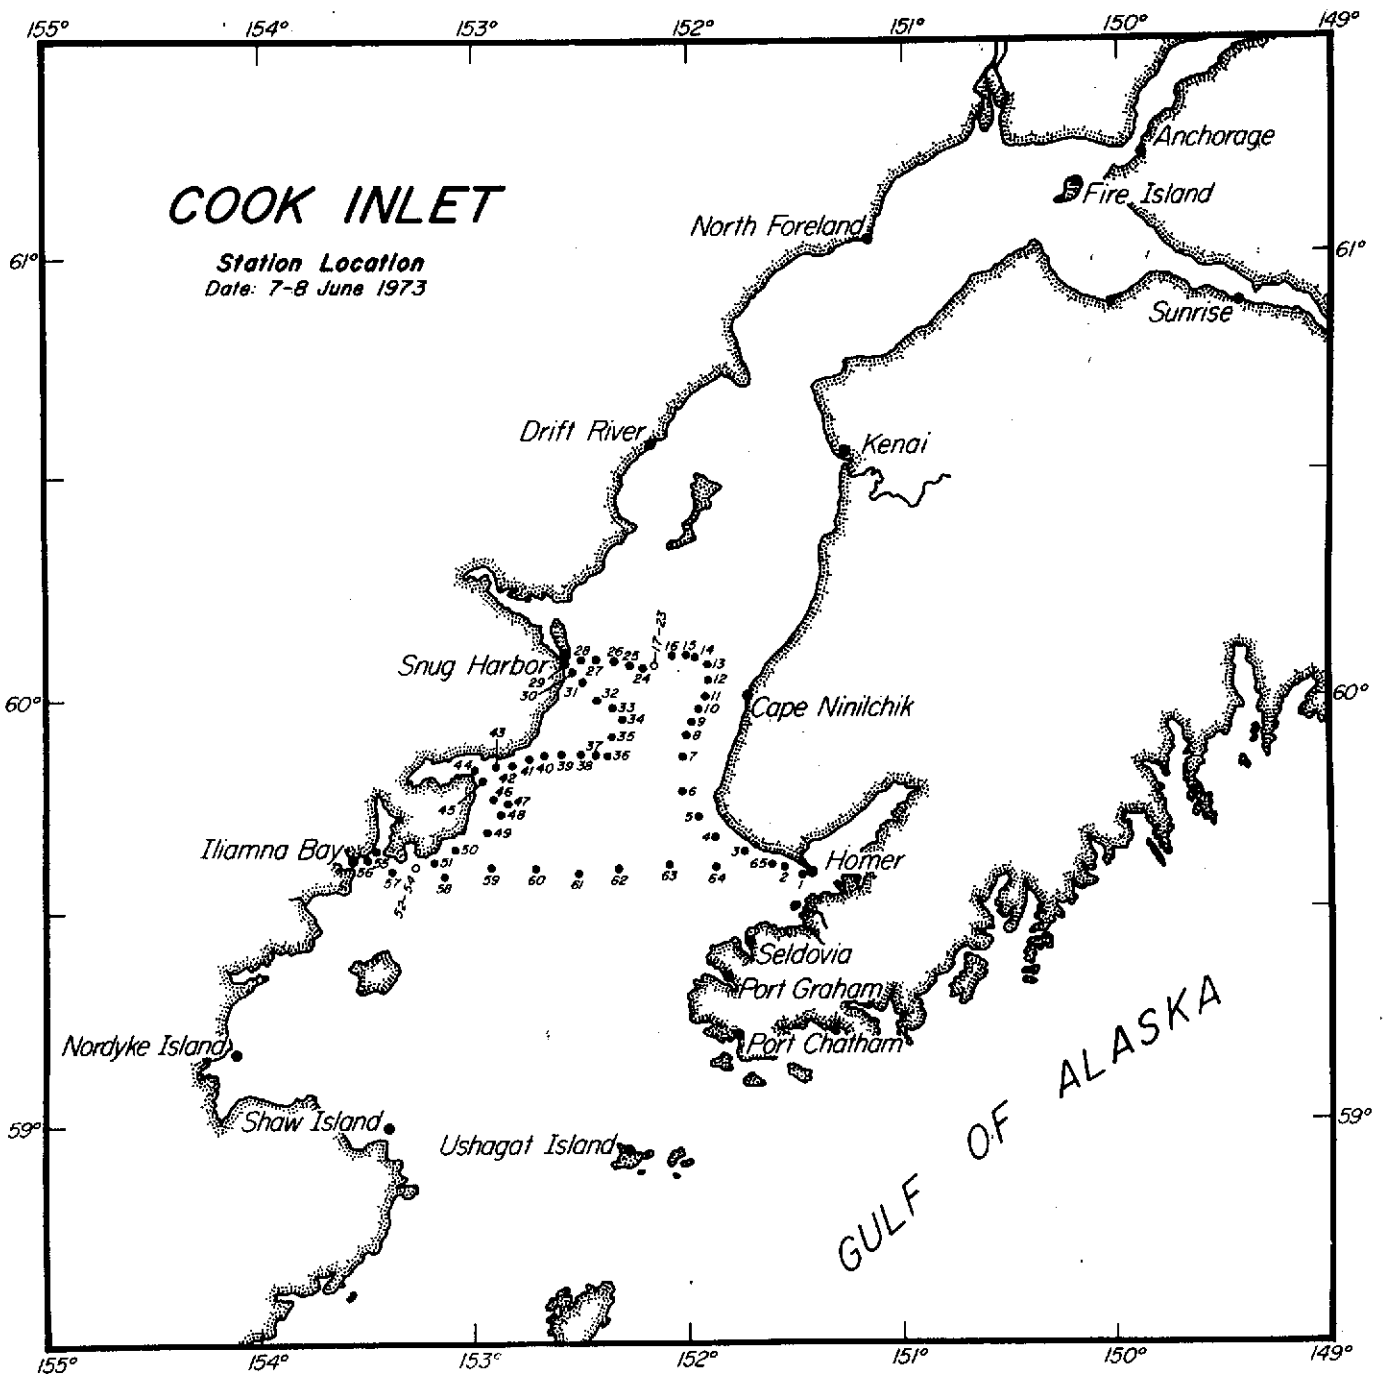 155° 154° 153° 152° 151° 150° 149°
COOK INLET
Station Location
Date: 7-8 June 1973
Anchorage
Fire Island
North Foreland
61° 61°
Sunrise
Drift River
Kenai
Snug Harbor
28 27 26 25 24 17-23 16 15 14
13
29
30 31 32
12
11
10
33
34
9
8
35
60° 60°
Cape Ninilchik
43
37
44 42 41 40 39 38 36
7
45 46 47
48
6
49
5
4
Iliamna Bay
50
3
Homer
55
56 57 52-54 51
58 59 60 61 62 63 64 65 2 1
Seldovia
Port Graham
Port Chatham
Nordyke Island
Shaw Island
59° 59°
Ushagat Island
GULF OF ALASKA
155° 154° 153° 152° 151° 150° 149°